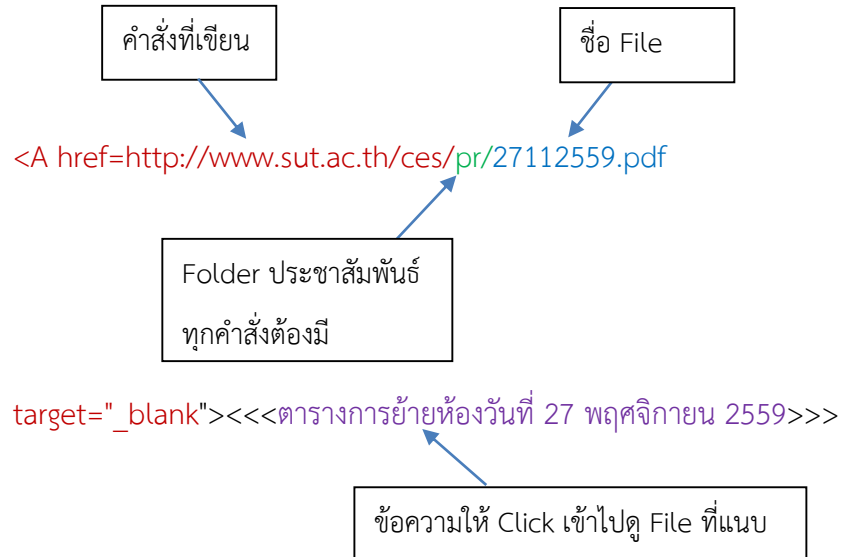 คำสั่งที่เขียน
ชื่อ File
<A href=http://www.sut.ac.th/ces/pr/27112559.pdf
Folder ประชาสัมพันธ์
ทุกคำสั่งต้องมี
target="_blank"><<<ตารางการย้ายห้องวันที่ 27 พฤศจิกายน 2559>>>
ข้อความให้ Click เข้าไปดู File ที่แนบ